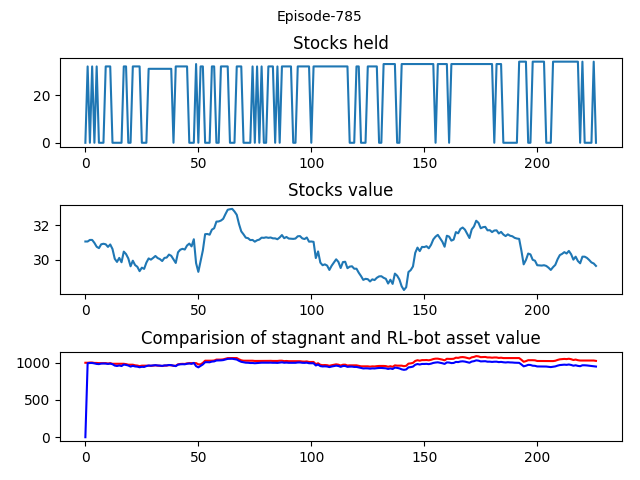 Episode-785
Stocks held
20
0
0 50 100 150 200
Stocks value
32
30
0 50 100 150 200
Comparision of stagnant and RL-bot asset value
1000
500
0
0 50 100 150 200